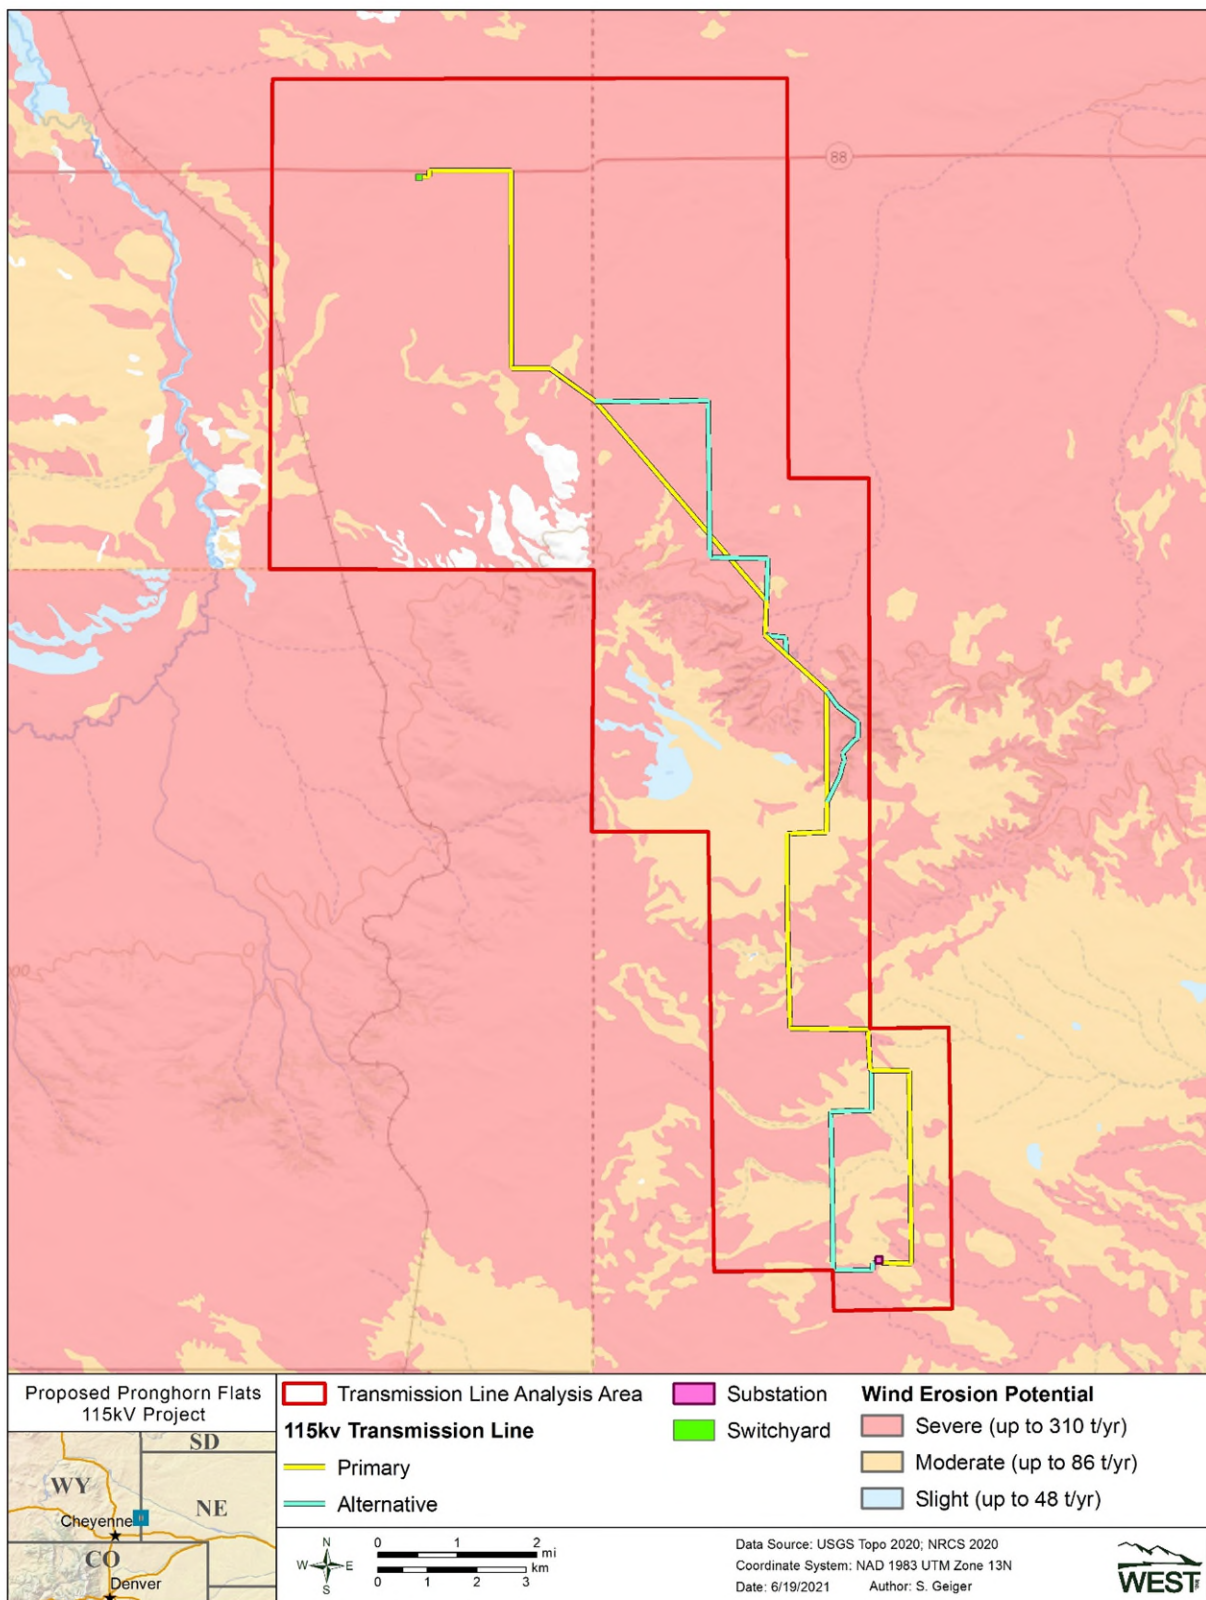 88
00
Proposed Pronghorn Flats
115kV Project
SD
WY
NE
Cheyenne
CO
Denver
Transmission Line Analysis Area
115kv Transmission Line
Primary
Alternative
Substation
Switchyard
Wind Erosion Potential
Severe (up to 310 t/yr)
Moderate (up to 86 t/yr)
Slight (up to 48 t/yr)
N
W E
S
0 1 2
mi
km
0 1 2 3
Data Source: USGS Topo 2020; NRCS 2020
Coordinate System: NAD 1983 UTM Zone 13N
Date: 6/19/2021 Author: S. Geiger
WEST